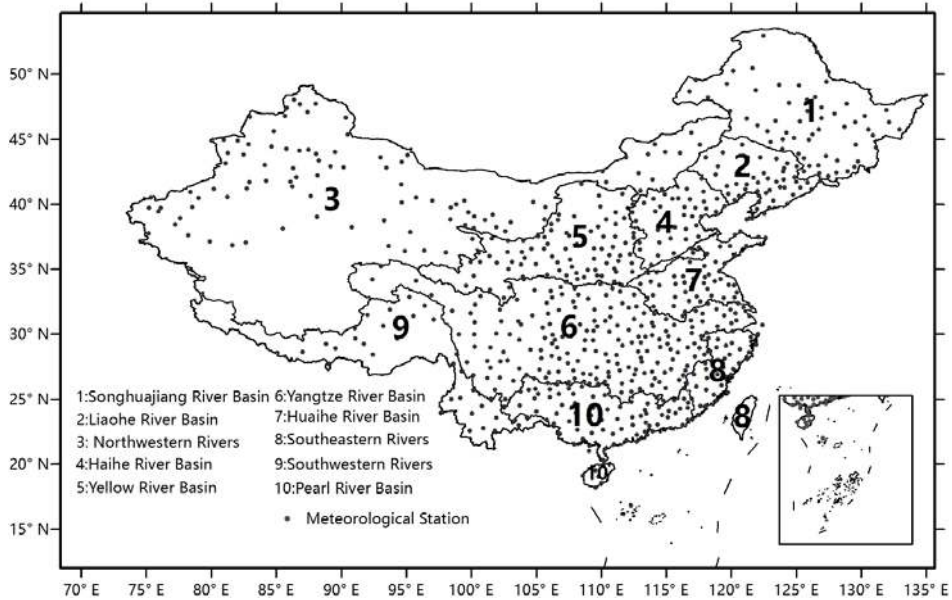 50° N
45° N
40° N
35° N
30° N
25° N
20° N
15° N
1
2
3
4
5
7
6
9
8
10
8
10
1:Songhuajiang River Basin 6:Yangtze River Basin
2:Liaohe River Basin 7:Huaihe River Basin
3: Northwestern Rivers 8:Southeastern Rivers
4:Haihe River Basin 9:Southwestern Rivers
5:Yellow River Basin 10:Pearl River Basin
Meteorological Station
70° E 75° E 80° E 85° E 90° E 95° E 100° E 105° E 110° E 115° E 120° E 125° E 130° E 135° E